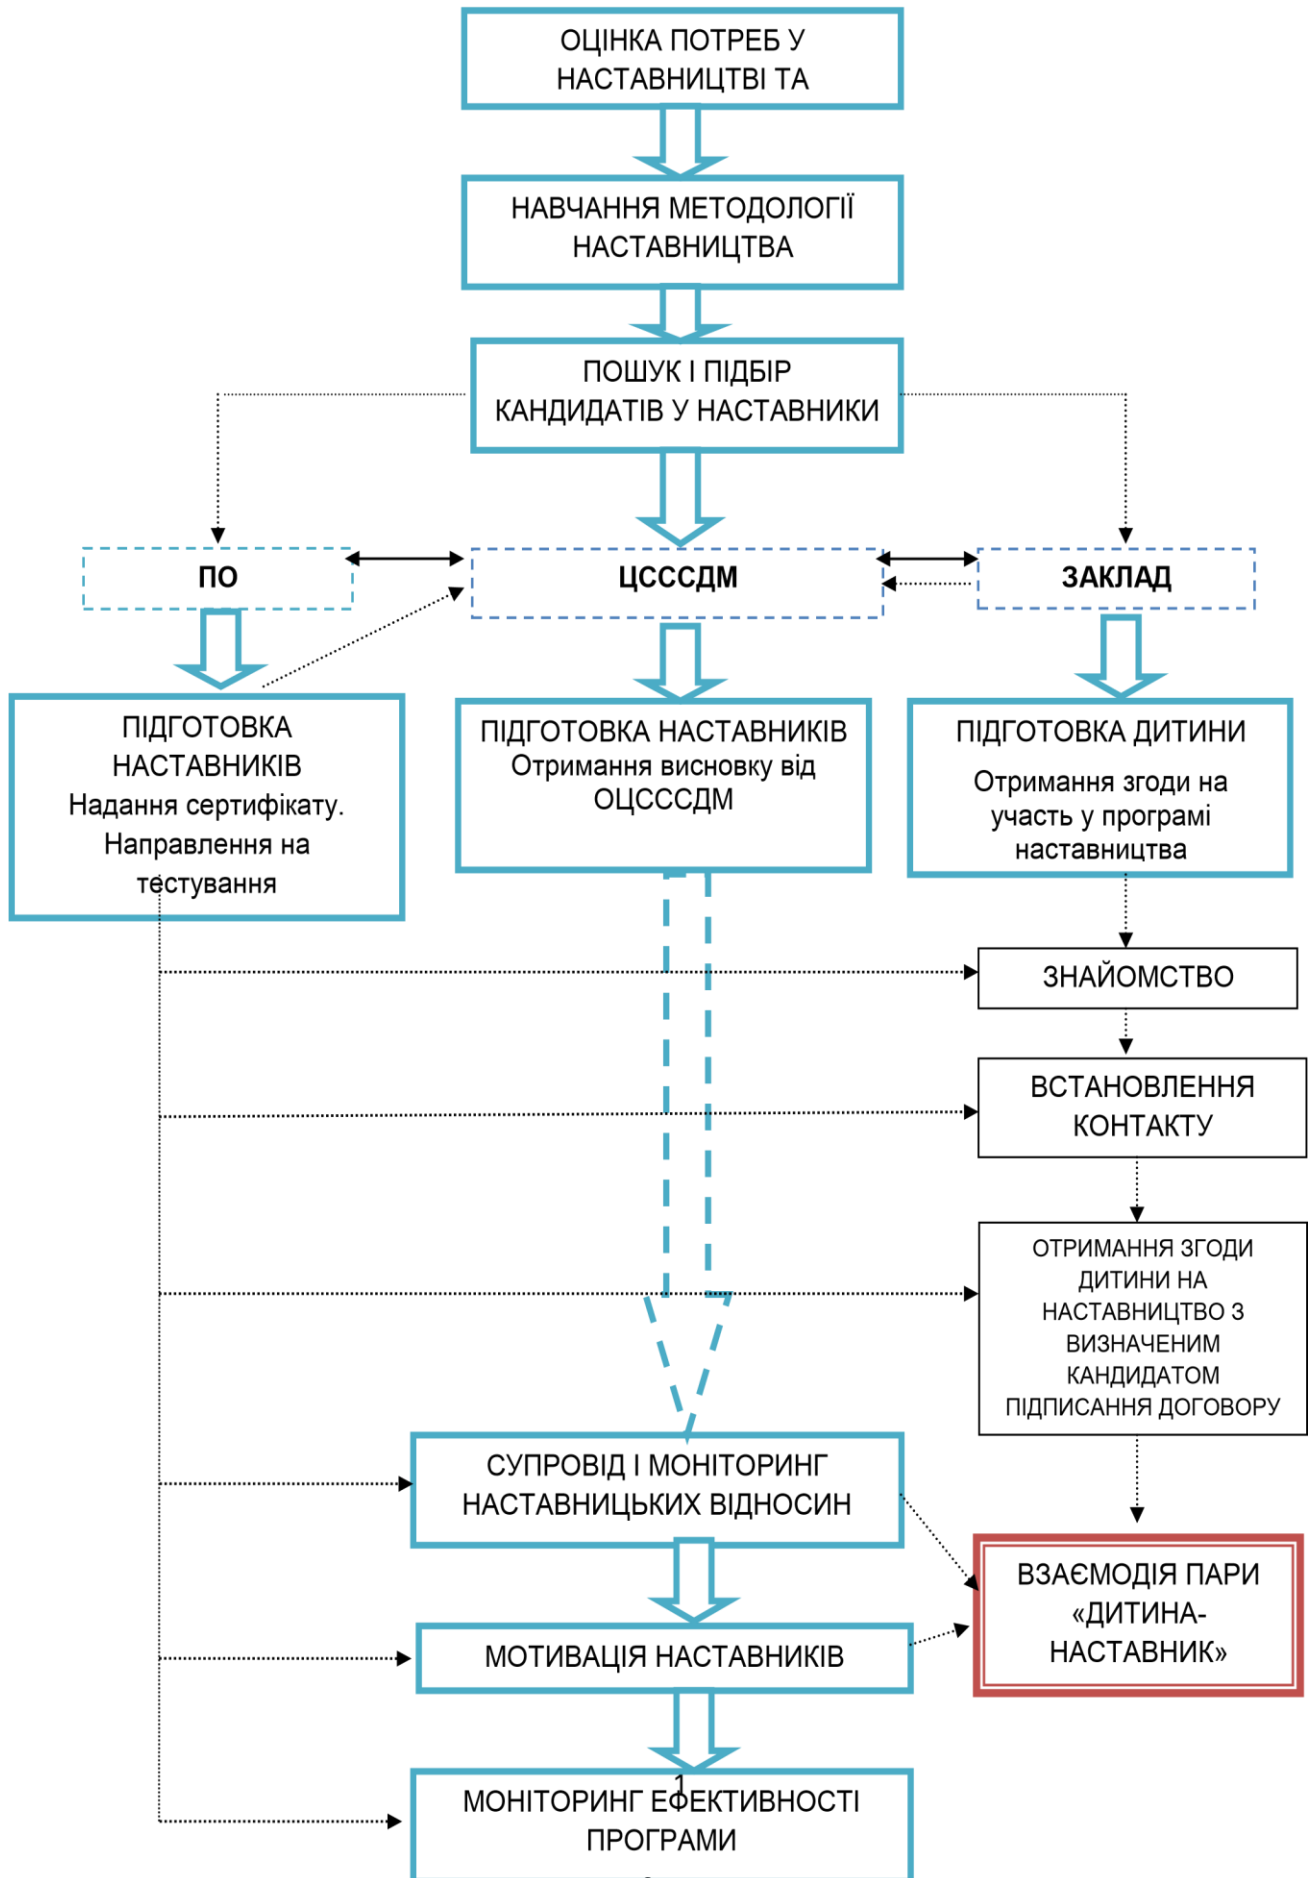 ОЦІНКА ПОТРЕБ У
НАСТАВНИЦТВІ ТА
НАВЧАННЯ МЕТОДОЛОГІЇ
НАСТАВНИЦТВА
ПОШУК І ПІДБІР
КАНДИДАТІВ У НАСТАВНИКИ
ПО
ЦСССДМ
ЗАКЛАД
ПІДГОТОВКА
НАСТАВНИКІВ
Надання сертифікату.
Направлення на
тестування
ПІДГОТОВКА НАСТАВНИКІВ
Отримання висновку від
ОЦСССДМ
ПІДГОТОВКА ДИТИНИ
Отримання згоди на
участь у програмі
наставництва
ЗНАЙОМСТВО
ВСТАНОВЛЕННЯ
КОНТАКТУ
ОТРИМАННЯ ЗГОДИ
ДИТИНИ НА
НАСТАВНИЦТВО З
ВИЗНАЧЕНИМ
КАНДИДАТОМ
ПІДПИСАННЯ ДОГОВОРУ
СУПРОВІД І МОНІТОРИНГ
НАСТАВНИЦЬКИХ ВІДНОСИН
ВЗАЄМОДІЯ ПАРИ
«ДИТИНА-
НАСТАВНИК»
МОТИВАЦІЯ НАСТАВНИКІВ
1
МОНІТОРИНГ ЕФЕКТИВНОСТІ
ПРОГРАМИ